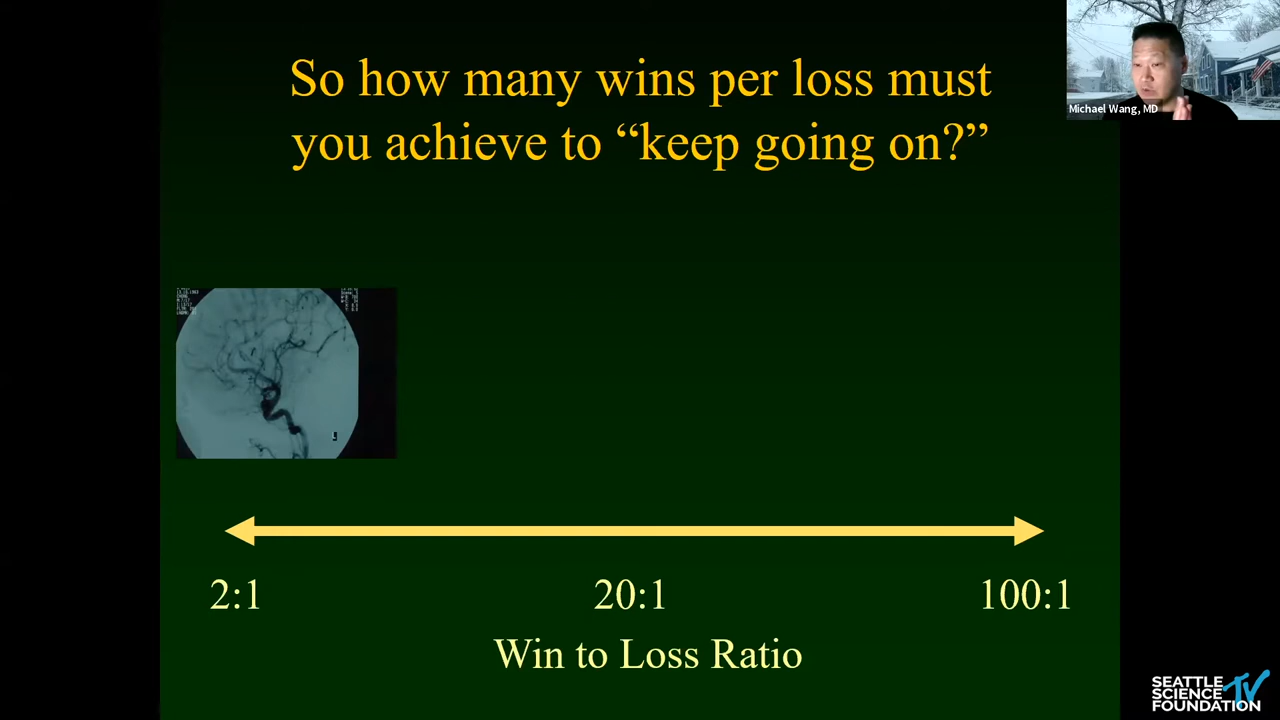 So how many wins per loss must
you achieve to “keep going on?”
Michael Wang, MD
2:1
20:1
100:1
Win to Loss Ratio
SEATTLE
SCIENCE
FOUNDATION
TV